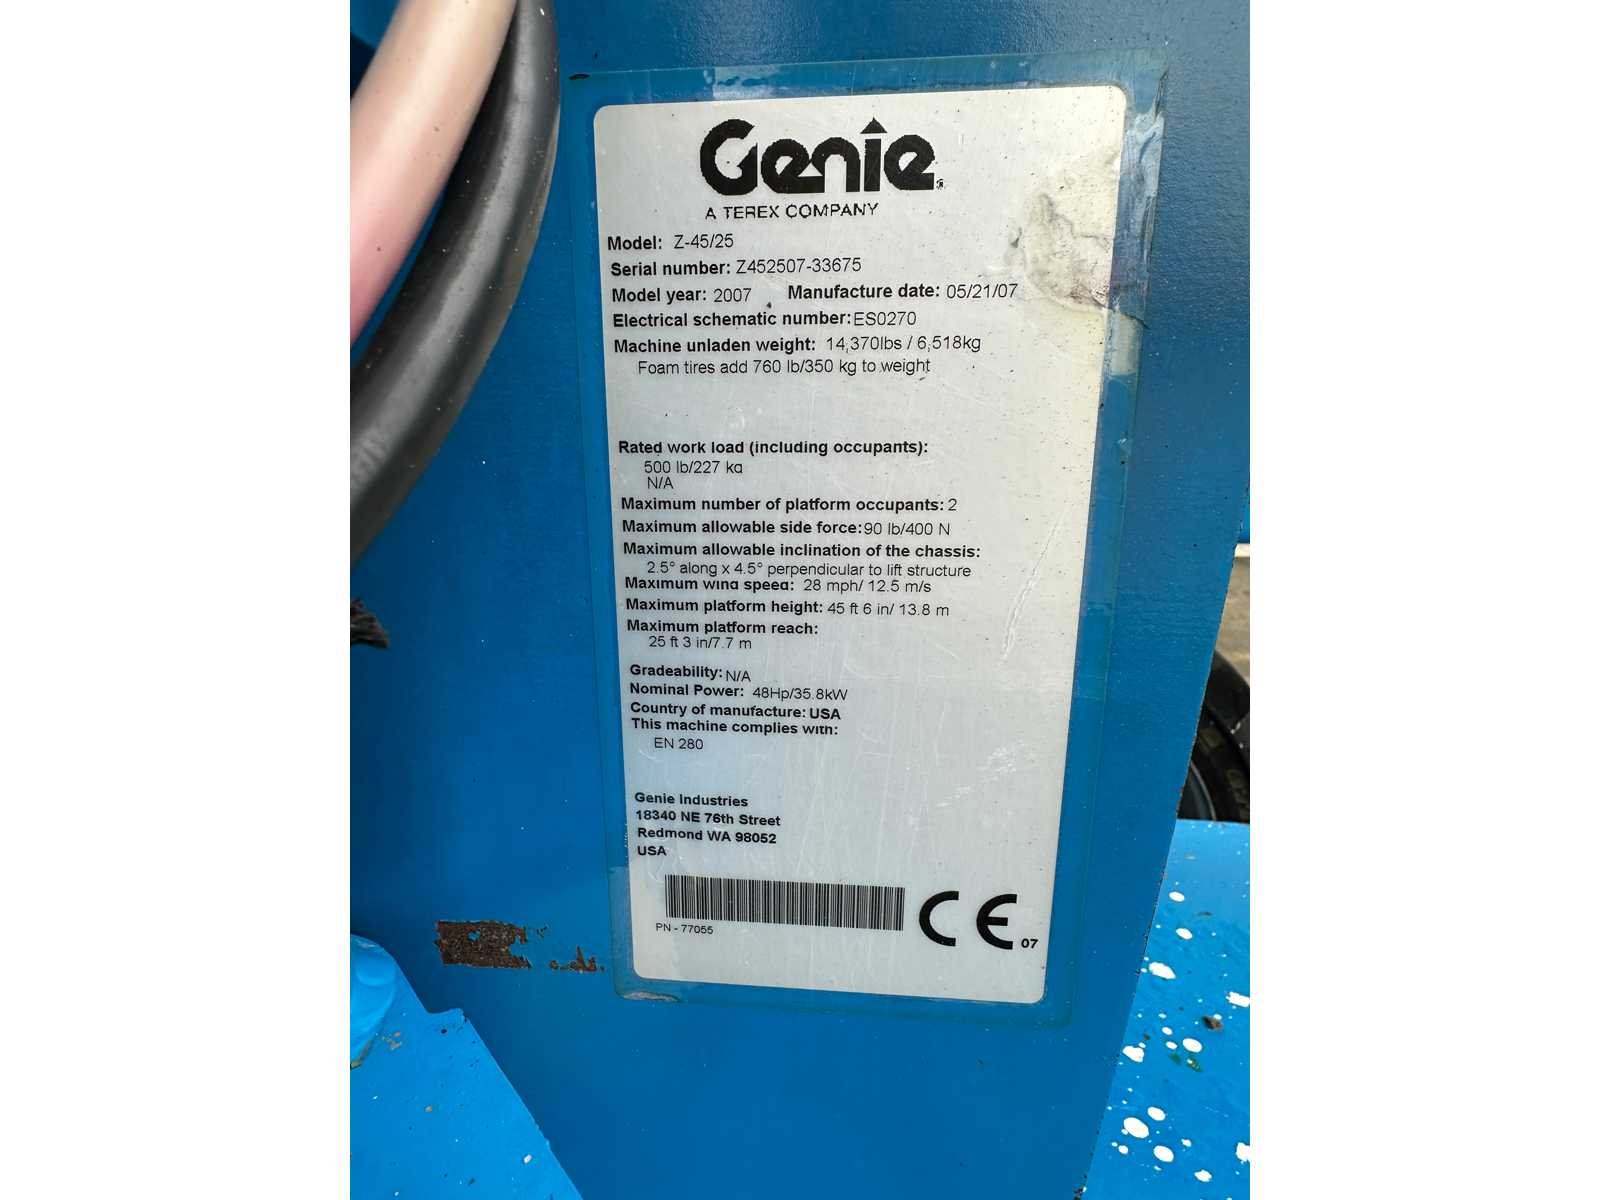 Genie
A TEREX COMPANY
Model: Z-45/25
Serial number: Z452507-33675
Model year: 2007 Manufacture date: 05/21/07
Electrical schematic number: ES0270
Machine unladen weight: 14,370lbs / 6,518kg
Foam tires add 760 lb/350 kg to weight
Rated work load (including occupants):
500 lb/227 kg
N/A
Maximum number of platform occupants: 2
Maximum allowable side force: 90 lb/400 N
Maximum allowable inclination of the chassis:
2.5° along x 4.5° perpendicular to lift structure
Maximum wind speed: 28 mph/ 12.5 m/s
Maximum platform height: 45 ft 6 in/ 13.8 m
Maximum platform reach:
25 ft 3 in/7.7 m
Gradeability: N/A
Nominal Power: 48Hp/35.8kW
Country of manufacture: USA
This machine complies with:
EN 280
Genie Industries
18340 NE 76th Street
Redmond WA 98052
USA
PN - 77055
CE 07